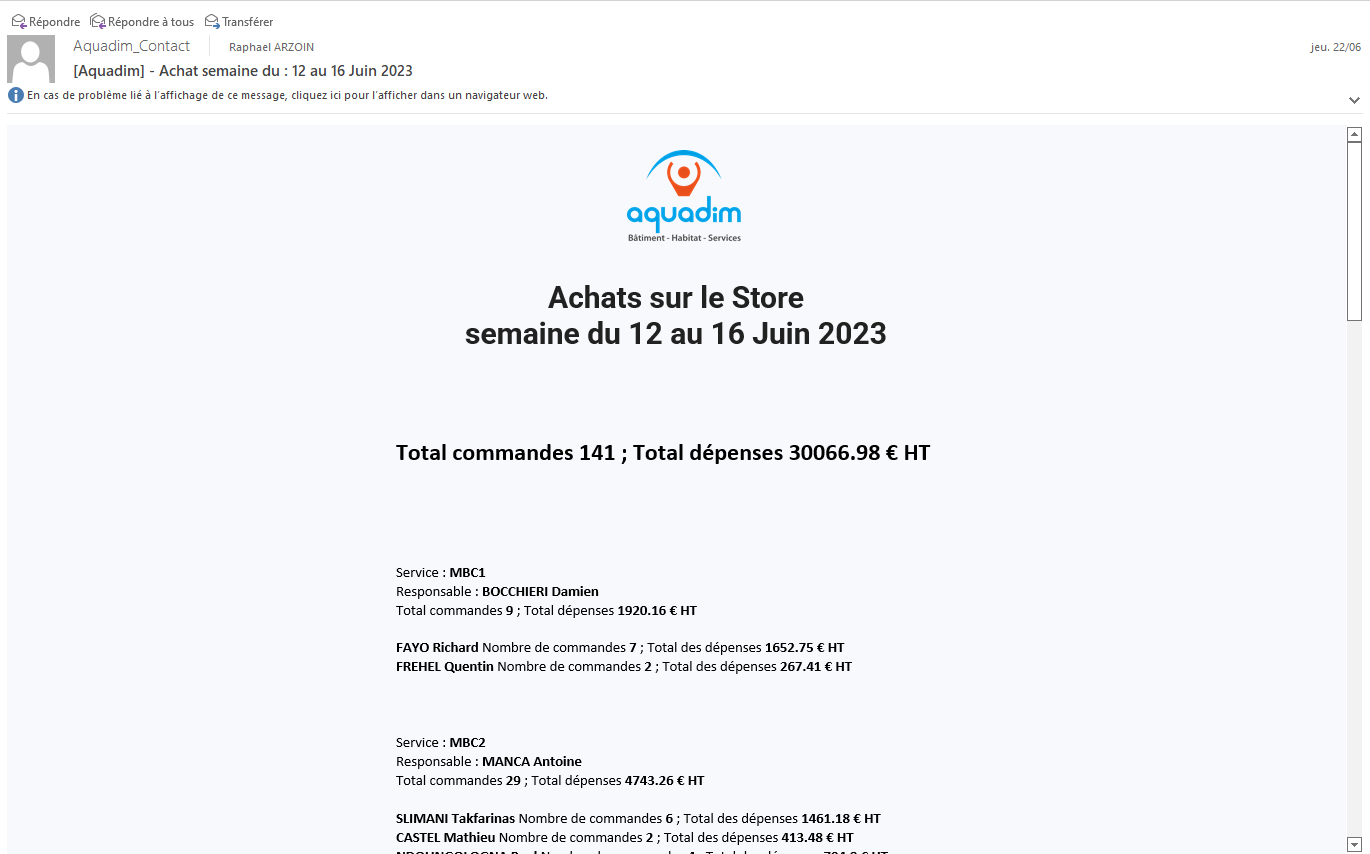 Répondre Répondre à tous Transférer
Aquadim_Contact Raphael ARZOIN jeu. 22/06
[Aquadim] - Achat semaine du : 12 au 16 Juin 2023
En cas de problème lié à l'affichage de ce message, cliquez ici pour l'afficher dans un navigateur web.
aquadim
Bâtiment - Habitat - Services
Achats sur le Store
semaine du 12 au 16 Juin 2023
Total commandes 141 ; Total dépenses 30066.98 € HT
Service : MBC1
Responsable : BOCCHIERI Damien
Total commandes 9 ; Total dépenses 1920.16 € HT
FAYO Richard Nombre de commandes 7 ; Total des dépenses 1652.75 € HT
FREHEL Quentin Nombre de commandes 2 ; Total des dépenses 267.41 € HT
Service : MBC2
Responsable : MANCA Antoine
Total commandes 29 ; Total dépenses 4743.26 € HT
SLIMANI Takfarinas Nombre de commandes 6 ; Total des dépenses 1461.18 € HT
CASTEL Mathieu Nombre de commandes 2 ; Total des dépenses 413.48 € HT